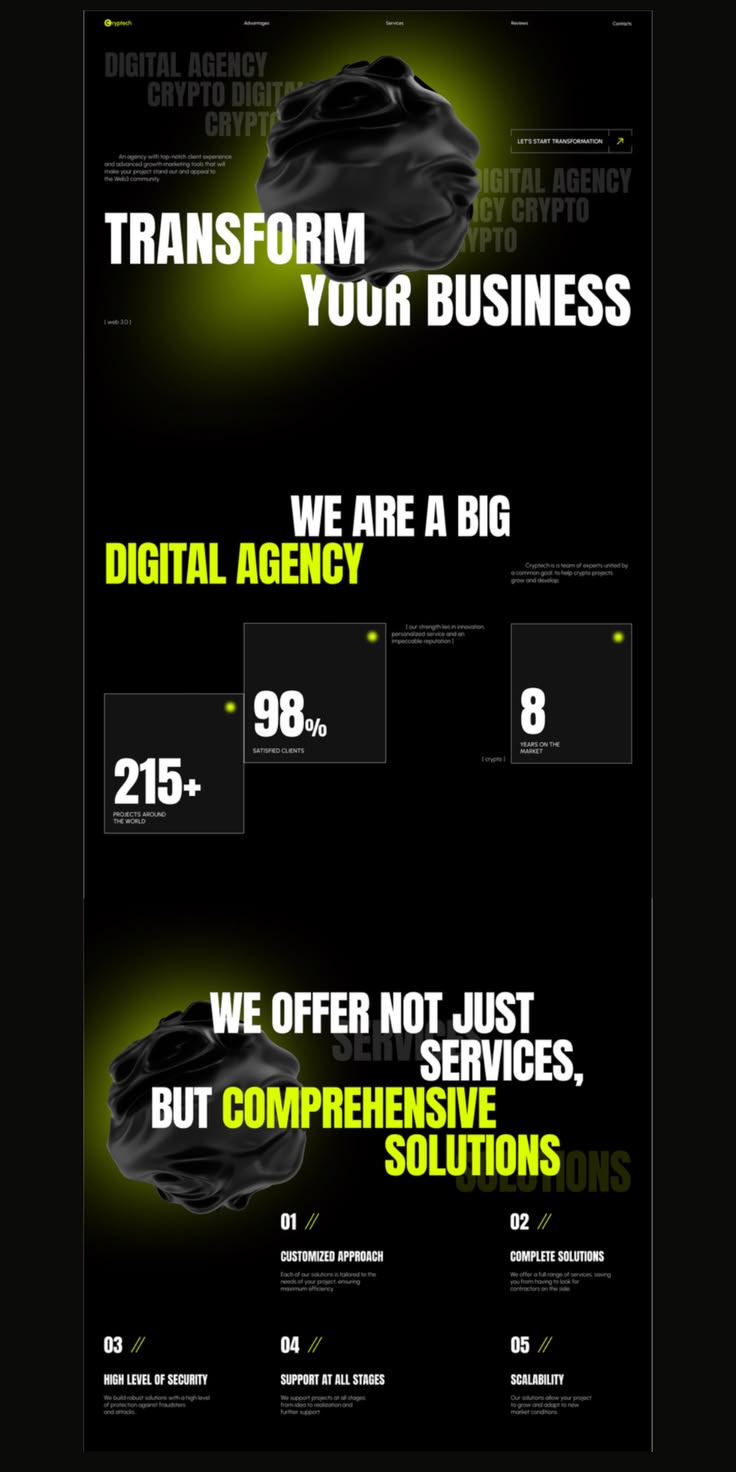 Cryptech
Advantages
Services
Reviews
Contacts
DIGITAL AGENCY
CRYPTO DIGITAL
CRYPTO
LET'S START TRANSFORMATION
An agency with top-notch client experience
and advanced growth-marketing tools that will
make your project stand out and appeal to
the Web3 community
DIGITAL AGENCY
CRYPTO
TRANSFORM
YOUR BUSINESS
[ web 3.0 ]
WE ARE A BIG
DIGITAL AGENCY
Cryptech is a team of experts united by
a common goal: to help crypto projects
grow and develop.
[ our strength lies in innovation,
personalized service and an
impeccable reputation ]
98%
SATISFIED CLIENTS
8
YEARS ON THE
MARKET
[ crypto ]
215+
PROJECTS AROUND
THE WORLD
WE OFFER NOT JUST
SERVICES
SERVICES,
BUT COMPREHENSIVE
SOLUTIONS
SOLUTIONS
01 //
CUSTOMIZED APPROACH
Each of our solutions is tailored to the
needs of your project ensuring
maximum efficiency
02 //
COMPLETE SOLUTIONS
We offer a full range of services, saving
you from having to look for
contractors on the side.
03 //
HIGH LEVEL OF SECURITY
We build robust solutions with a high level
of protection against fraudsters
and attacks.
04 //
SUPPORT AT ALL STAGES
We support projects at all stages:
from idea to realization and
further support
05 //
SCALABILITY
Our solutions allow your project
to grow and adapt to new
market conditions.